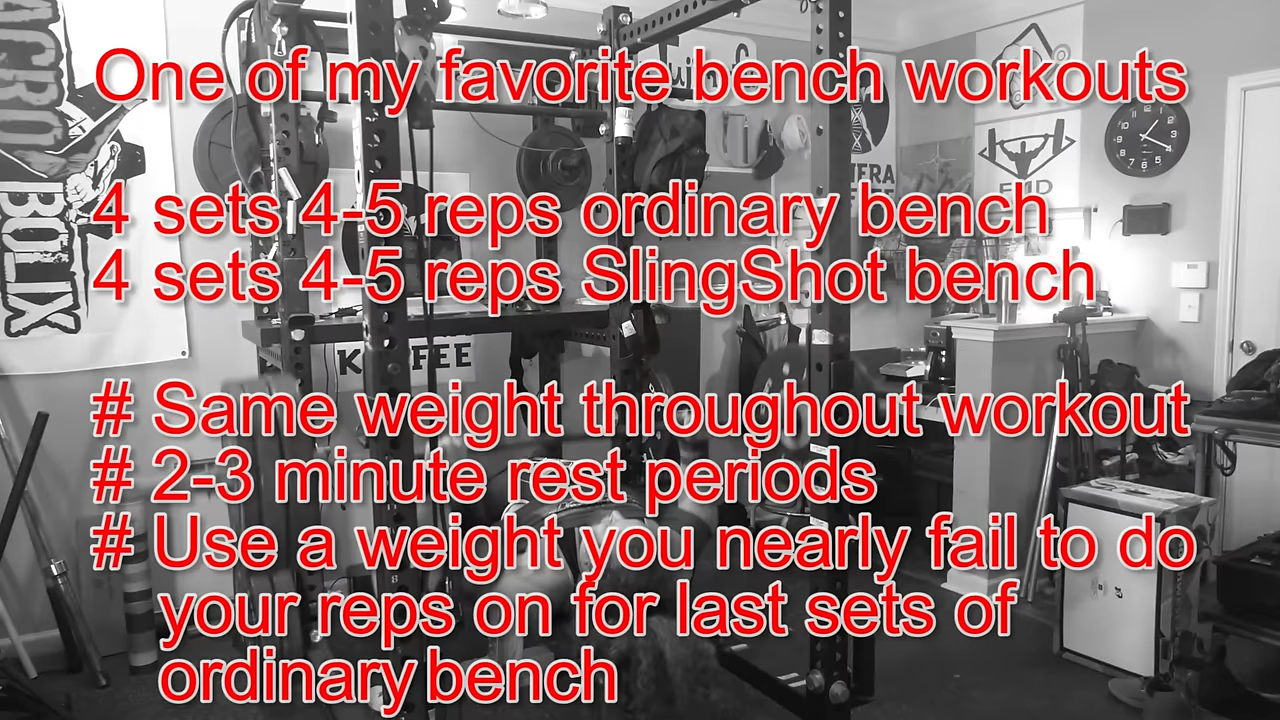 One of my favorite bench workouts
4 sets 4-5 reps ordinary bench
4 sets 4-5 reps SlingShot bench
# Same weight throughout workout
# 2-3 minute rest periods
# Use a weight you nearly fail to do
your reps on for last sets of
ordinary bench
BOLIX